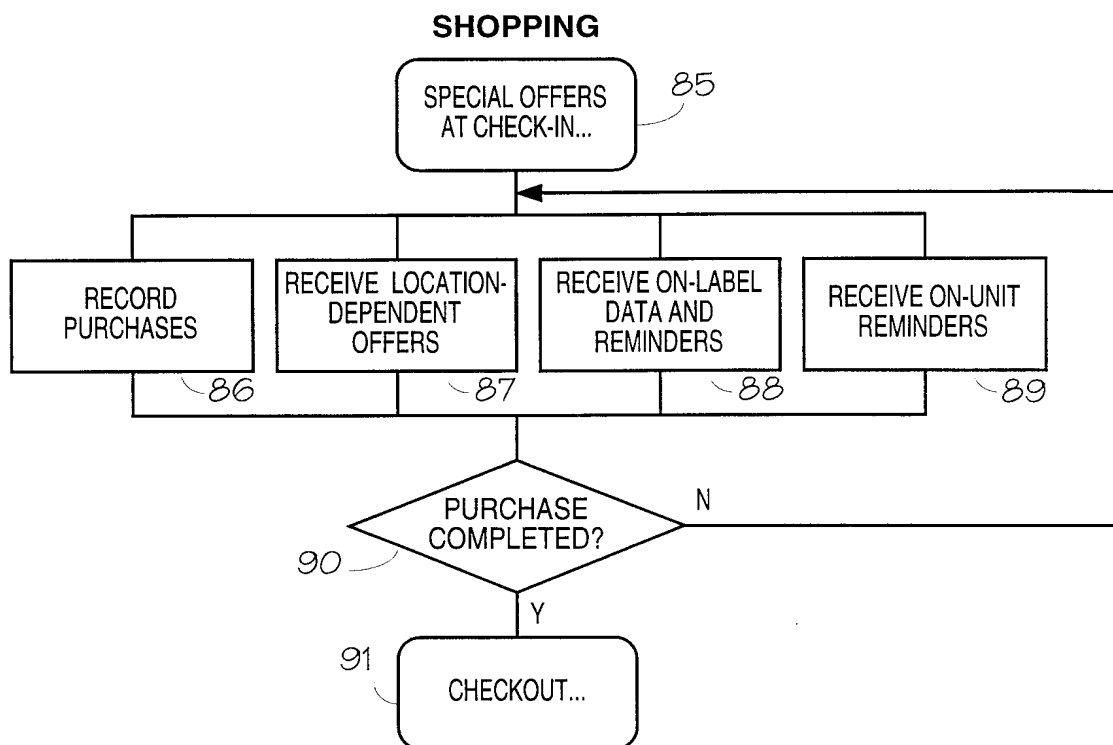 SHOPPING
SPECIAL OFFERS
AT CHECK-IN...
85
RECORD
PURCHASES
86
RECEIVE LOCATION-
DEPENDENT
OFFERS
87
RECEIVE ON-LABEL
DATA AND
REMINDERS
88
RECEIVE ON-UNIT
REMINDERS
89
PURCHASE
COMPLETED?
90
N
Y
91
CHECKOUT...